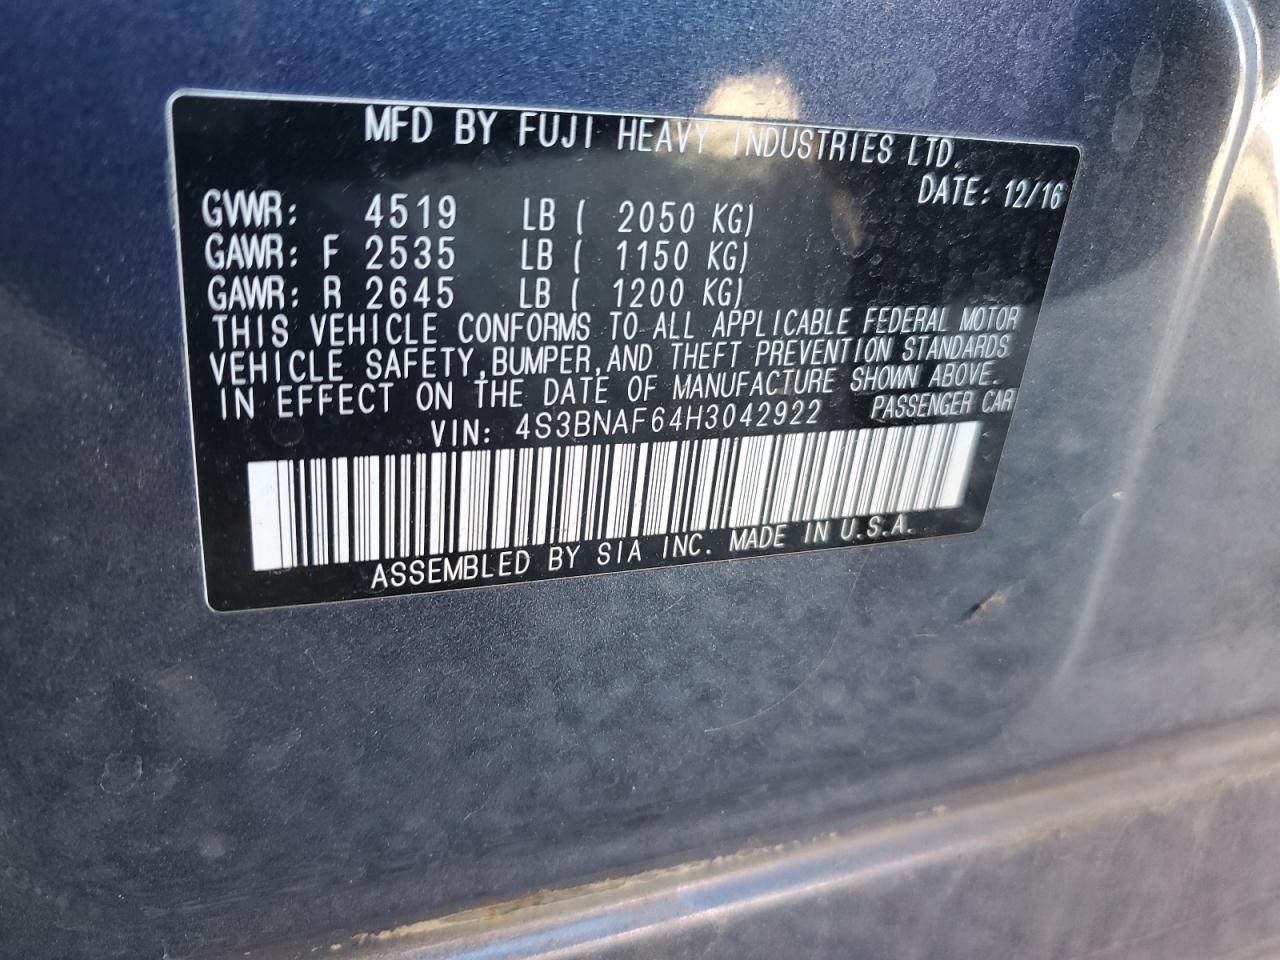 MFD BY FUJI HEAVY INDUSTRIES LTD.
DATE: 12/16
GVWR: 4519 LB ( 2050 KG)
GAWR: F 2535 LB ( 1150 KG)
GAWR: R 2645 LB ( 1200 KG)
THIS VEHICLE CONFORMS TO ALL APPLICABLE FEDERAL MOTOR
VEHICLE SAFETY, BUMPER, AND THEFT PREVENTION STANDARDS
IN EFFECT ON THE DATE OF MANUFACTURE SHOWN ABOVE.
VIN: 4S3BNAF64H3042922 PASSENGER CAR
ASSEMBLED BY SIA INC. MADE IN U.S.A.